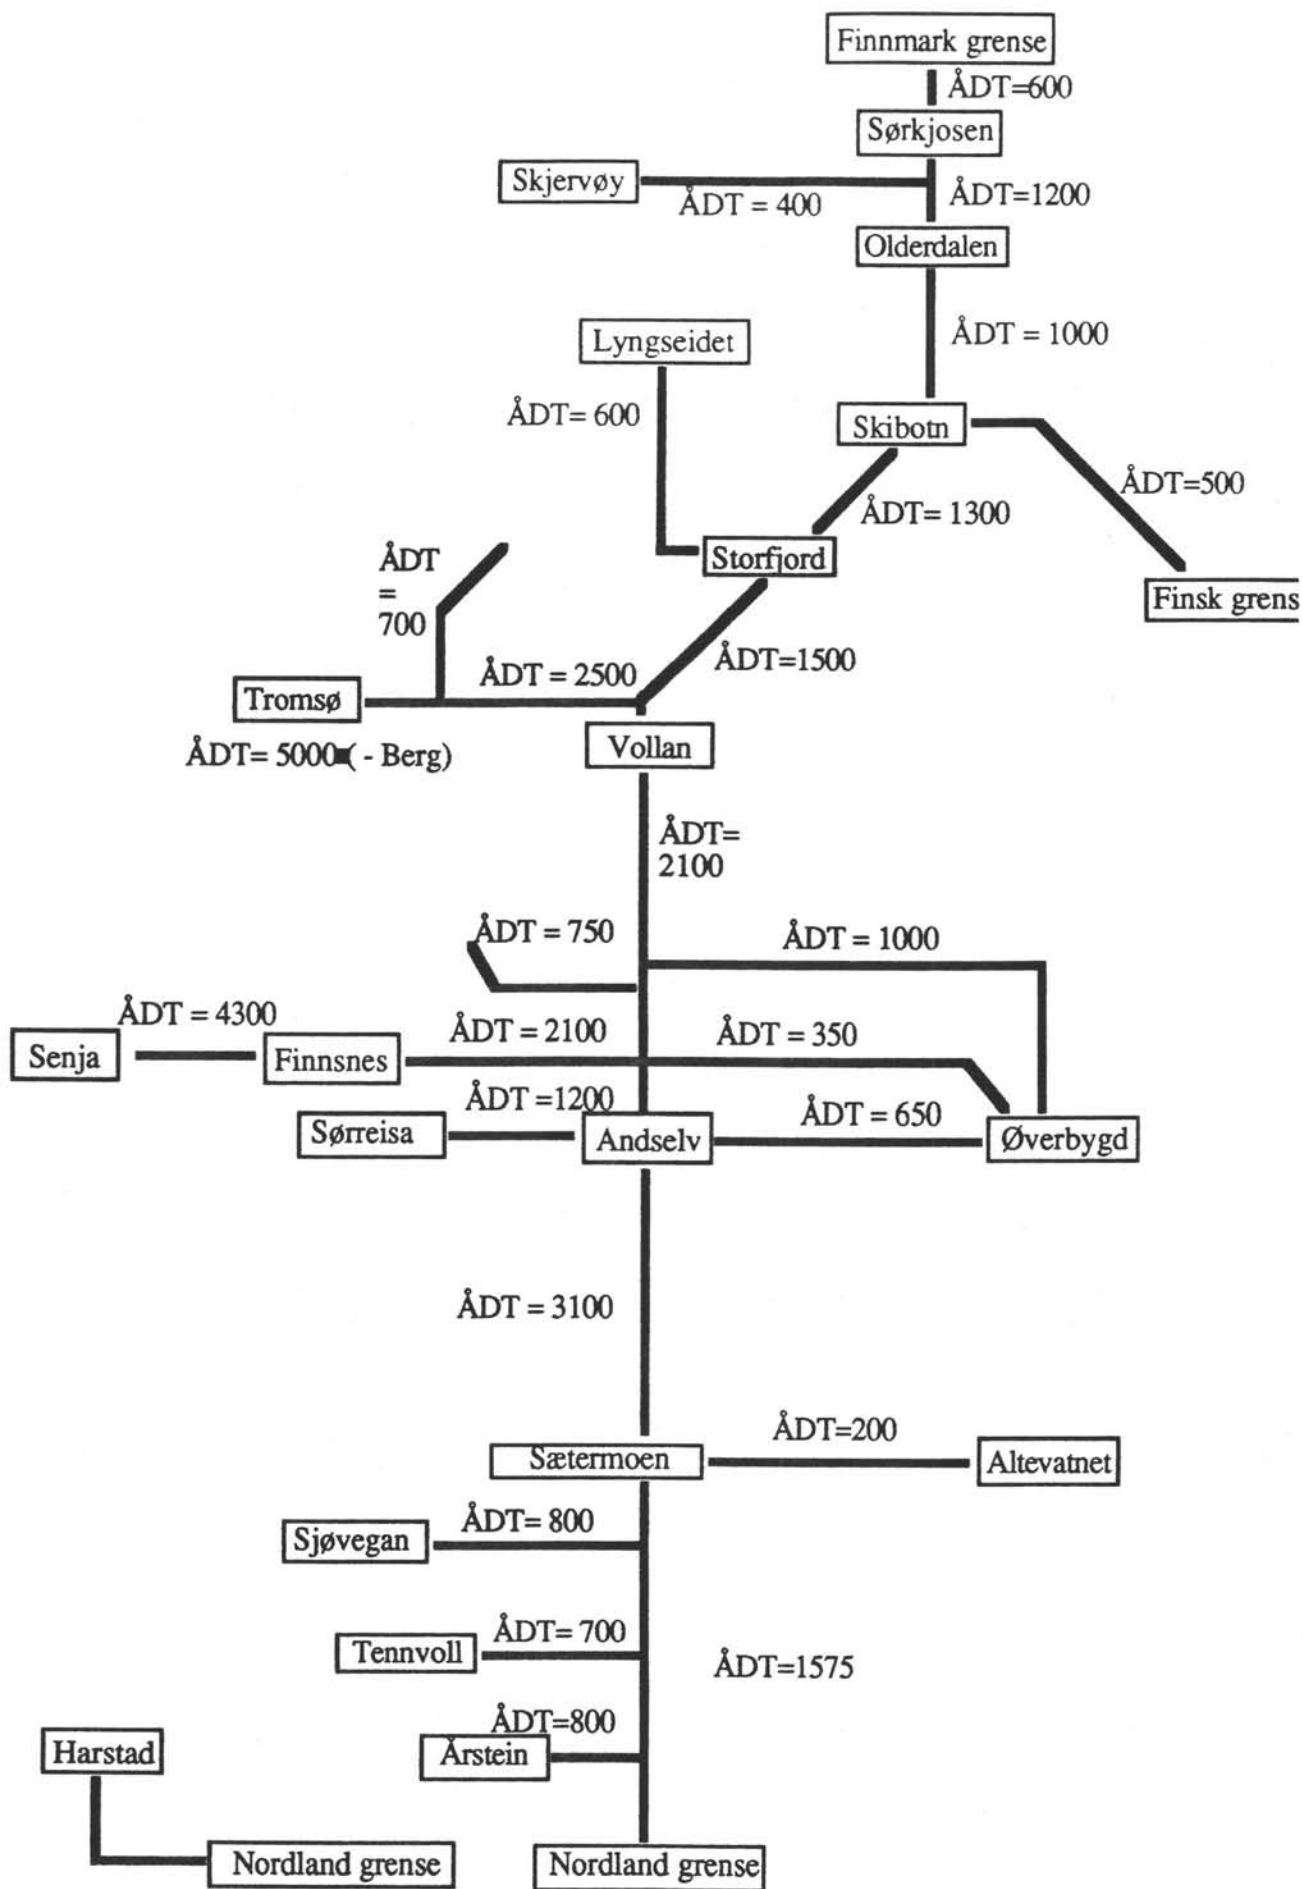 Finnmark grense
ÅDT=600
Sørkjosen
Skjervøy
ÅDT = 400
ÅDT=1200
Olderdalen
ÅDT = 1000
Lyngseidet
ÅDT= 600
Skibotn
ÅDT=500
ÅDT= 1300
ÅDT
=
700
Storfjord
Finsk grens
ÅDT = 2500
ÅDT=1500
Tromsø
ÅDT= 5000 ( - Berg)
Vollan
ÅDT=
2100
ÅDT = 750
ÅDT = 1000
ÅDT = 4300
ÅDT = 2100
ÅDT = 350
Senja
Finnsnes
ÅDT =1200
ÅDT = 650
Sørreisa
Andselv
Øverbygd
ÅDT = 3100
ÅDT=200
Sætermoen
Altevatnet
ÅDT= 800
Sjøvegan
ÅDT= 700
Tennvoll
ÅDT=1575
ÅDT=800
Harstad
Årstein
Nordland grense
Nordland grense